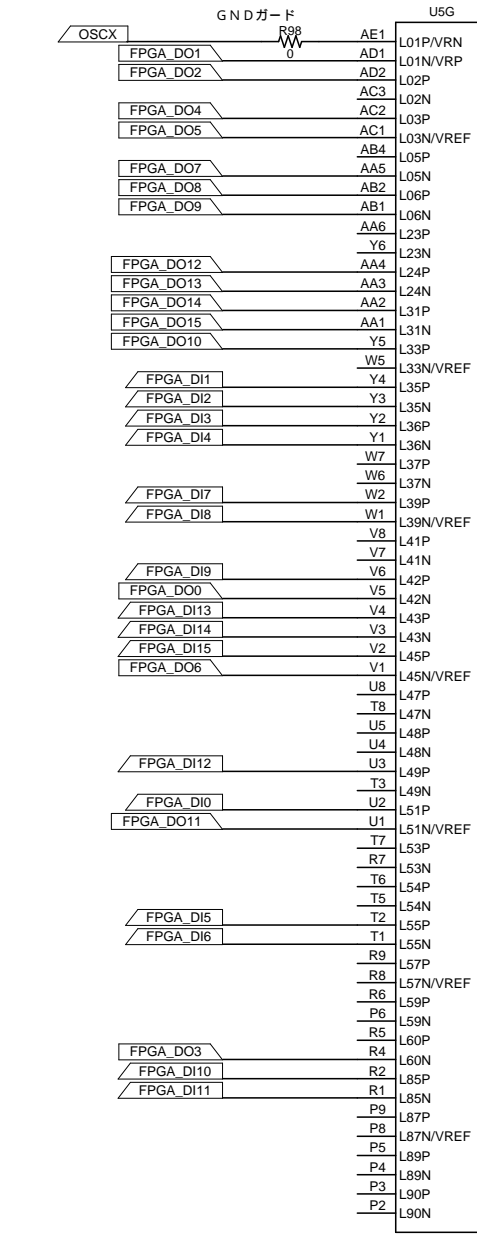 GNDガード U5G
OSCX R98 AE1 L01P/VRN
FPGA_DO1 0 AD1 L01N/VRP
FPGA_DO2 AD2 L02P
AC3 L02N
FPGA_DO4 AC2 L03P
FPGA_DO5 AC1 L03N/VREF
AB4 L05P
FPGA_DO7 AA5 L05N
FPGA_DO8 AB2 L06P
FPGA_DO9 AB1 L06N
AA6 L23P
Y6 L23N
FPGA_DO12 AA4 L24P
FPGA_DO13 AA3 L24N
FPGA_DO14 AA2 L31P
FPGA_DO15 AA1 L31N
FPGA_DO10 Y5 L33P
W5 L33N/VREF
FPGA_DI1 Y4 L35P
FPGA_DI2 Y3 L35N
FPGA_DI3 Y2 L36P
FPGA_DI4 Y1 L36N
W7 L37P
W6 L37N
FPGA_DI7 W2 L39P
FPGA_DI8 W1 L39N/VREF
V8 L41P
V7 L41N
FPGA_DI9 V6 L42P
FPGA_DO0 V5 L42N
FPGA_DI13 V4 L43P
FPGA_DI14 V3 L43N
FPGA_DI15 V2 L45P
FPGA_DO6 V1 L45N/VREF
U8 L47P
T8 L47N
U5 L48P
U4 L48N
FPGA_DI12 U3 L49P
T3 L49N
FPGA_DI0 U2 L51P
FPGA_DO11 U1 L51N/VREF
T7 L53P
R7 L53N
T6 L54P
T5 L54N
FPGA_DI5 T2 L55P
FPGA_DI6 T1 L55N
R9 L57P
R8 L57N/VREF
R6 L59P
P6 L59N
R5 L60P
FPGA_DO3 R4 L60N
FPGA_DI10 R2 L85P
FPGA_DI11 R1 L85N
P9 L87P
P8 L87N/VREF
P5 L89P
P4 L89N
P3 L90P
P2 L90N